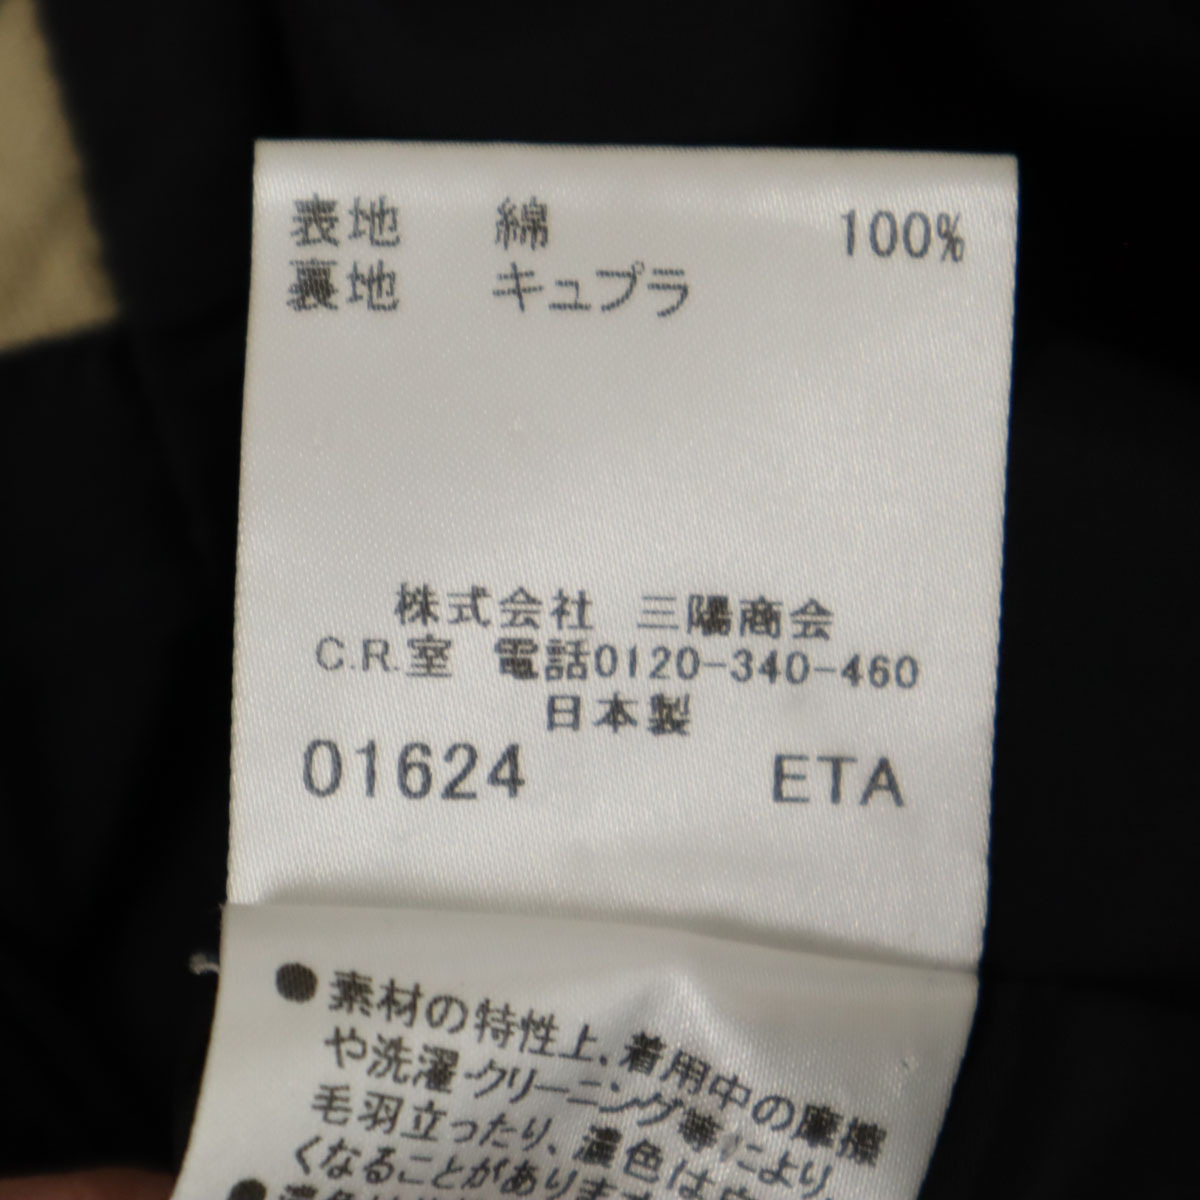 表地 綿 100%
裏地 キュプラ
株式会社 三陽商会
C.R.室 電話0120-340-460
日本製
01624 ETA
●素材の特性上、着用中の摩擦
や洗濯・クリーニング等により、
毛羽立ったり、濃色は白
くなることがあります